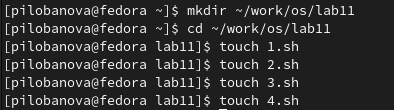 [pilobanova@fedora ~]$ mkdir ~/work/os/lab11
[pilobanova@fedora ~]$ cd ~/work/os/lab11
[pilobanova@fedora lab11]$ touch 1.sh
[pilobanova@fedora lab11]$ touch 2.sh
[pilobanova@fedora lab11]$ touch 3.sh
[pilobanova@fedora lab11]$ touch 4.sh